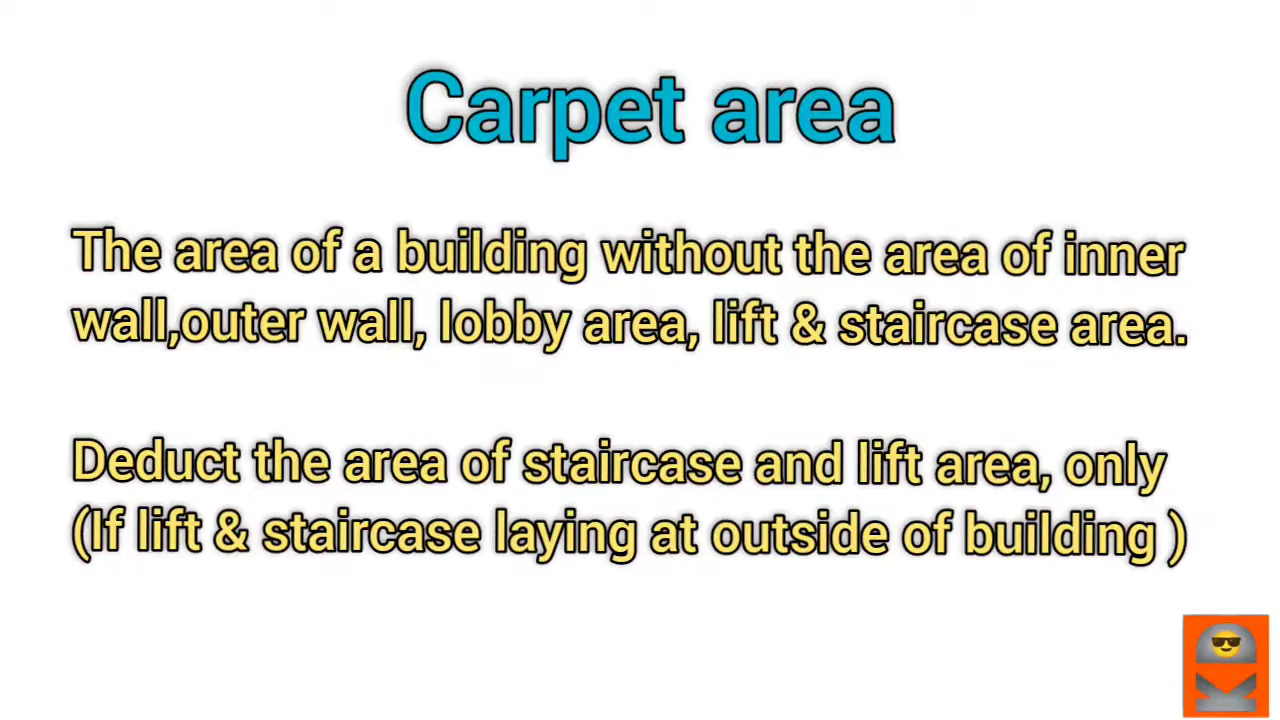 Carpet area
The area of a building without the area of inner
wall,outer wall, lobby area, lift & staircase area.
Deduct the area of staircase and lift area, only
(If lift & staircase laying at outside of building )